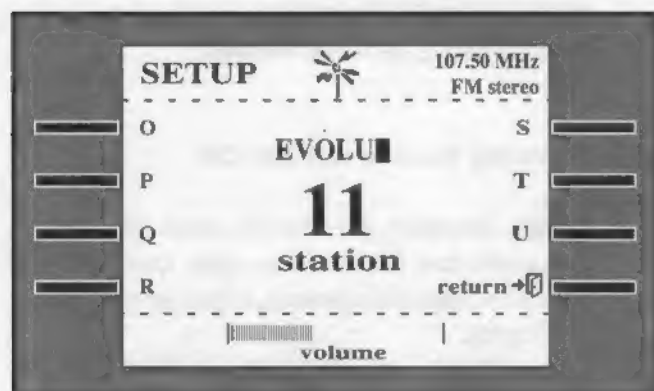 SETUP 107.50 MHz
FM stereo
O S
EVOLU
P T
11
Q U
station
R return
volume